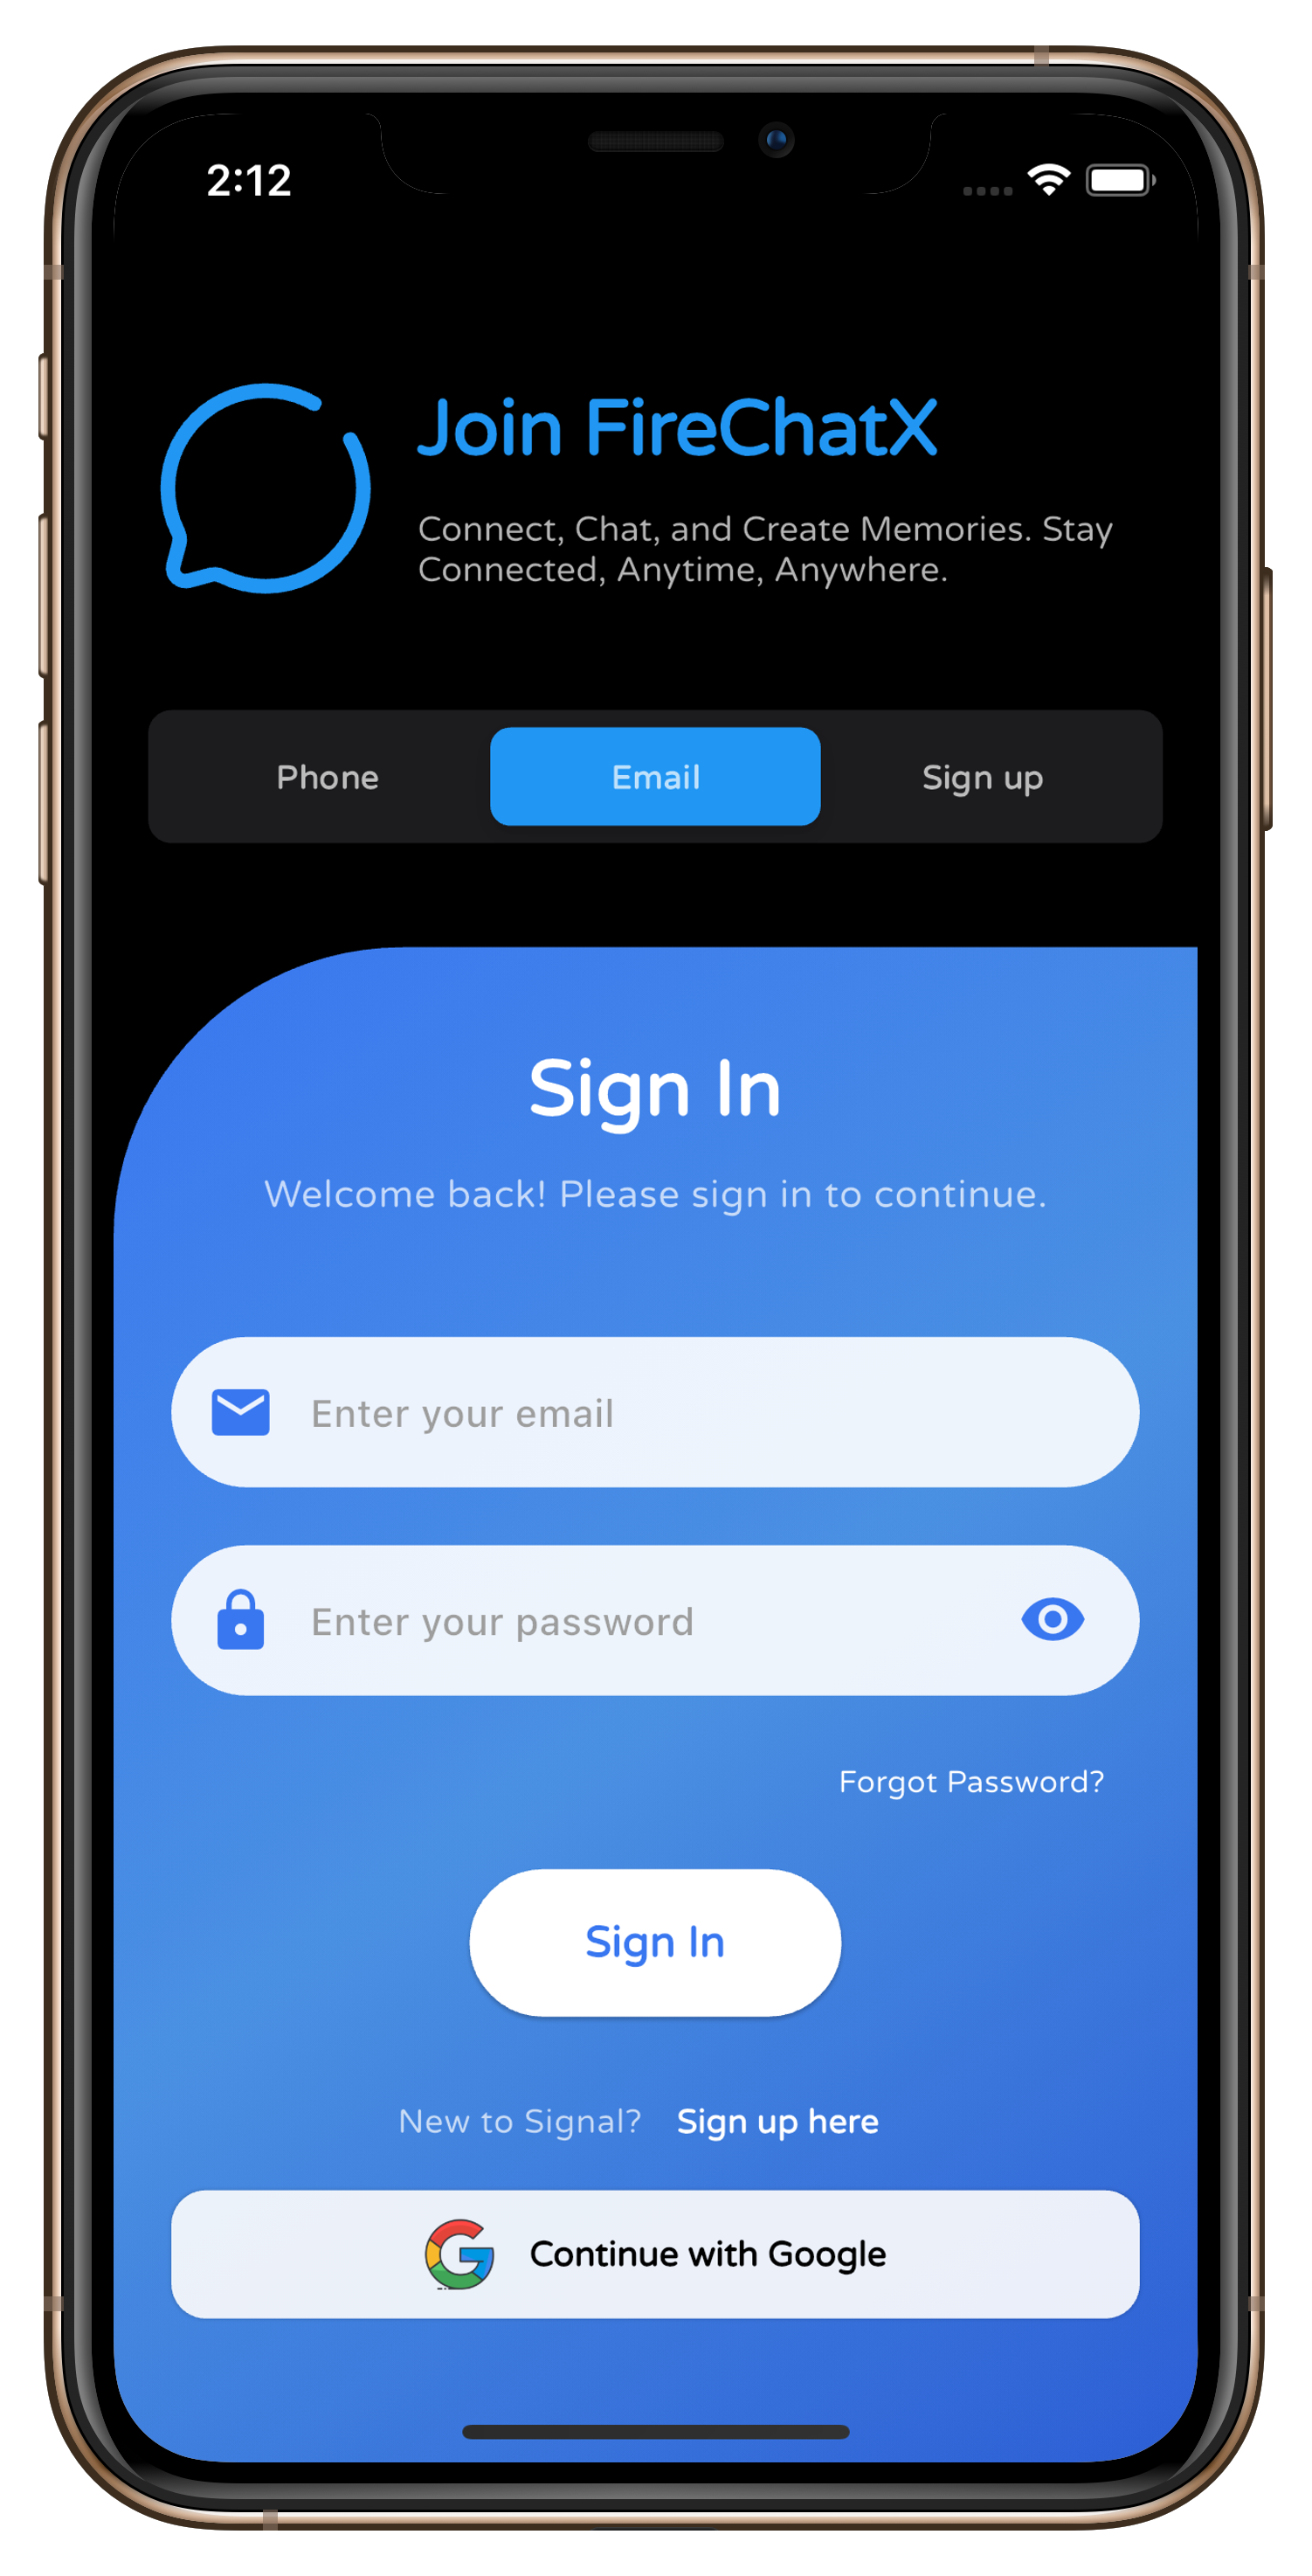 2:12
Join FireChatX
Connect, Chat, and Create Memories. Stay
Connected, Anytime, Anywhere.
Phone Email Sign up
Sign In
Welcome back! Please sign in to continue.
Enter your email
Enter your password
Forgot Password?
Sign In
New to Signal? Sign up here
Continue with Google